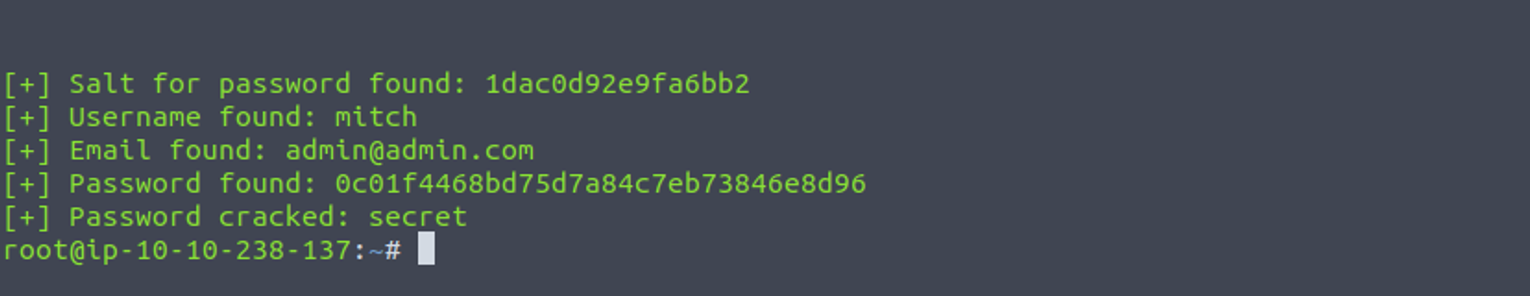 [+] Salt for password found: 1dac0d92e9fa6bb2
[+] Username found: mitch
[+] Email found: admin@admin.com
[+] Password found: 0c01f4468bd75d7a84c7eb73846e8d96
[+] Password cracked: secret
root@ip-10-10-238-137:~#